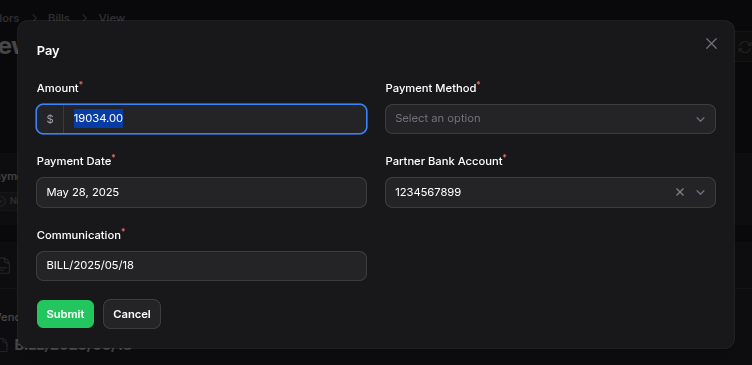 Bills > View
Pay
Amount*
$ 19034.00
Payment Method*
Select an option
Payment Date*
May 28, 2025
Partner Bank Account*
1234567899
Communication*
BILL/2025/05/18
Submit
Cancel